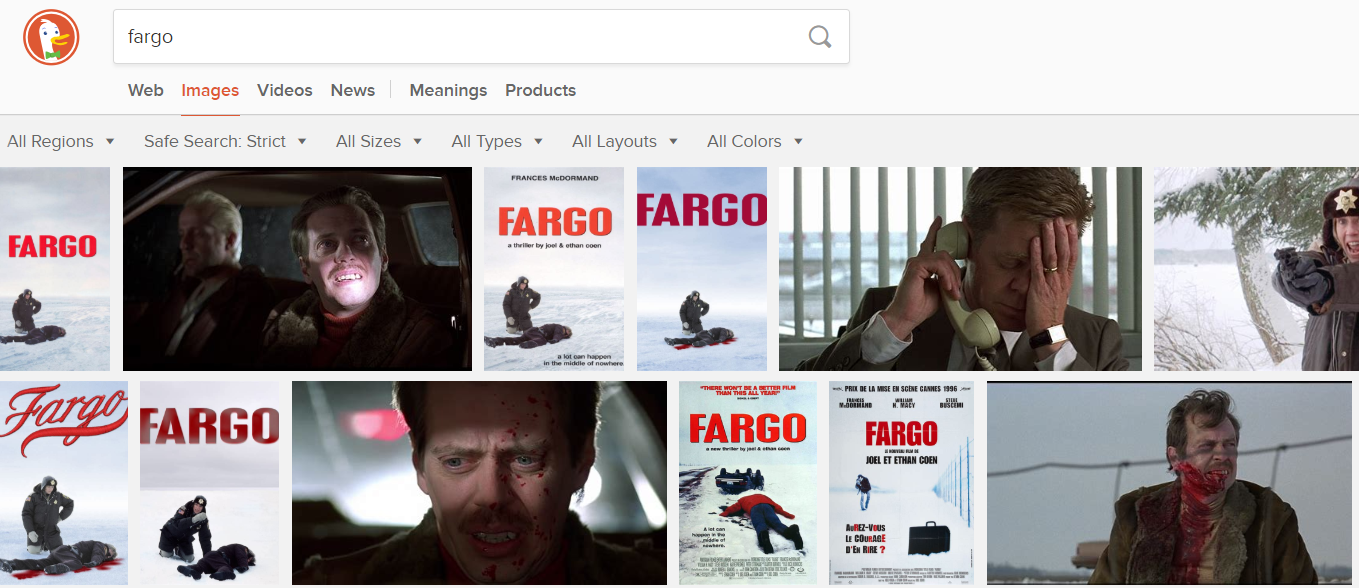 fargo
Web Images Videos News Meanings Products
All Regions Safe Search: Strict All Sizes All Types All Layouts All Colors
FARGO
FRANCES McDORMAND
FARGO
a thriller by joel & ethan coen
a lot can happen
in the middle of nowhere.
FARGO
Fargo
FARGO
"THERE WON'T BE A BETTER FILM
THAN THIS ALL YEAR!"
FARGO
a new thriller by joel & ethan coen
A lot can
happen in the
middle of
nowhere.
PRIX DE LA MISE EN SCÈNE CANNES 1996
FRANCES McDORMAND
WILLIAM H. MACY
STEVE BUSCEMI
FARGO
LE NOUVEAU FILM DE
JOEL ET ETHAN COEN
AUREZ-VOUS
LE COURAGE
D'EN RIRE ?